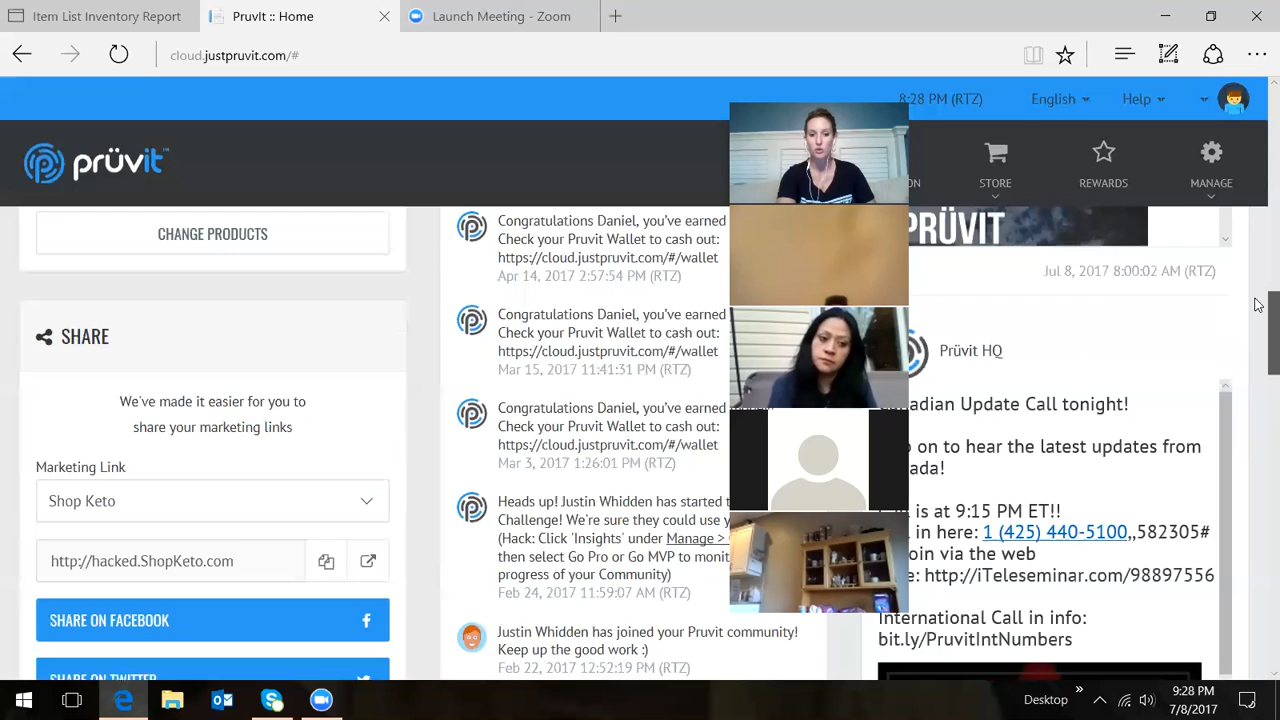 Item List Inventory Report
PruvIt :: Home
Launch Meeting - Zoom
cloud.justpruvit.com/#
8:28 PM (RTZ)
English
Help
prüvit
STORE
REWARDS
MANAGE
CHANGE PRODUCTS
SHARE
We've made it easier for you to
share your marketing links
Marketing Link
Shop Keto
http://hacked.ShopKeto.com
SHARE ON FACEBOOK
SHARE ON TWITTER
Congratulations Daniel, you've earned
Check your Pruvit Wallet to cash out:
https://cloud.justpruvit.com/#/wallet
Apr 14, 2017 2:57:54 PM (RTZ)
Congratulations Daniel, you've earned
Check your Pruvit Wallet to cash out:
https://cloud.justpruvit.com/#/wallet
Mar 15, 2017 11:41:31 PM (RTZ)
Congratulations Daniel, you've earned
Check your Pruvit Wallet to cash out:
https://cloud.justpruvit.com/#/wallet
Mar 3, 2017 1:26:01 PM (RTZ)
Heads up! Justin Whidden has started
Challenge! We're sure they could use
(Hack: Click 'Insights' under Manage >
then select Go Pro or Go MVP to
progress of your Community)
Feb 24, 2017 11:59:07 AM (RTZ)
Justin Whidden has joined your Pruvit community!
Keep up the good work :)
Feb 22, 2017 12:52:19 PM (RTZ)
PRÜVIT
Jul 8, 2017 8:00:02 AM (RTZ)
Prüvit HQ
Update Call tonight!
on to hear the latest updates from
is at 9:15 PM ET!!
in here: 1 (425) 440-5100,,582305#
join via the web
http://iTeleseminar.com/98897556
International Call in info:
bit.ly/PruvitIntNumbers
Desktop
9:28 PM
7/8/2017